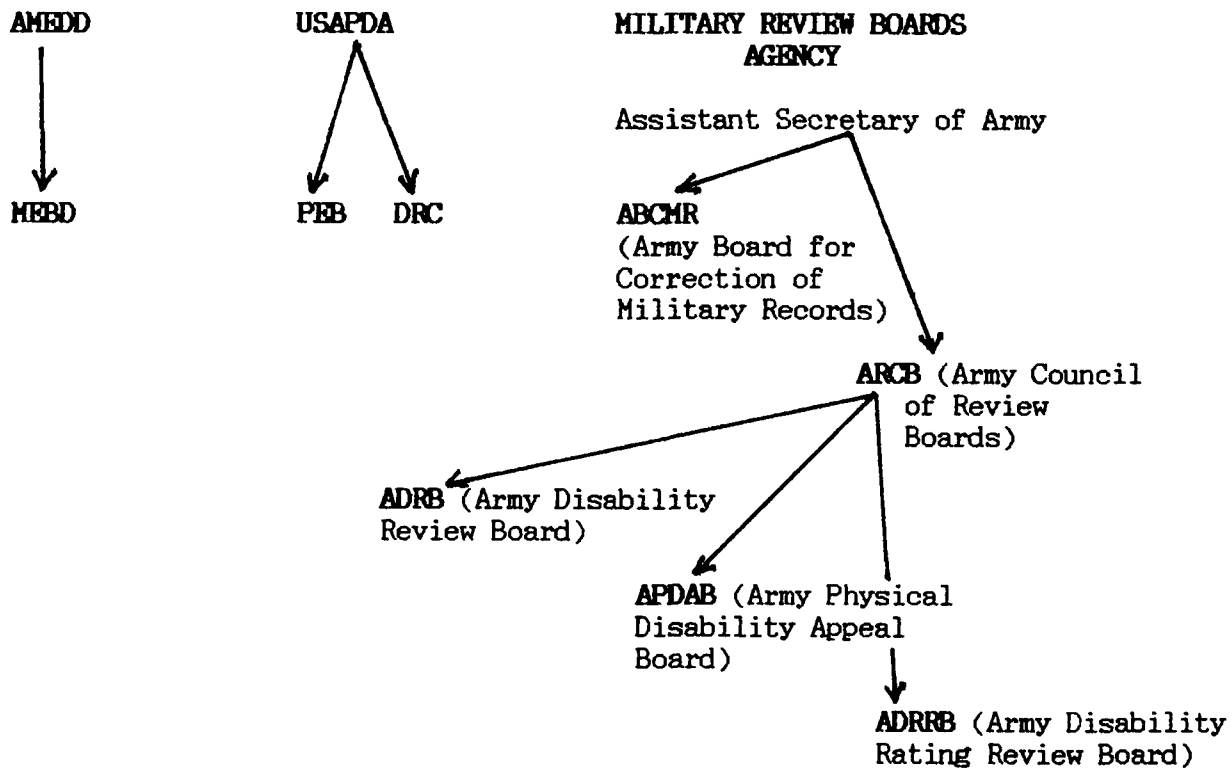 AMEDD
USAPDA
MILITARY REVIEW BOARDS
AGENCY
Assistant Secretary of Army
MEBD
PEB
DRC
ABCMR
(Army Board for
Correction of
Military Records)
ARCB (Army Council
of Review
Boards)
ADRB (Army Disability
Review Board)
APDAB (Army Physical
Disability Appeal
Board)
ADRRB (Army Disability
Rating Review Board)